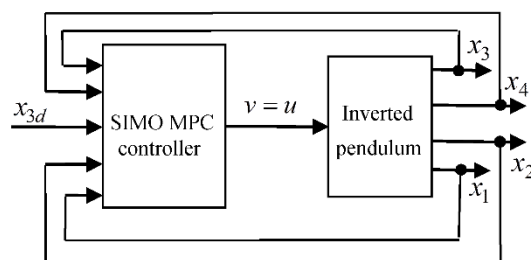 x3
x4
x3d
SIMO MPC
controller
v = u
Inverted
pendulum
x2
x1